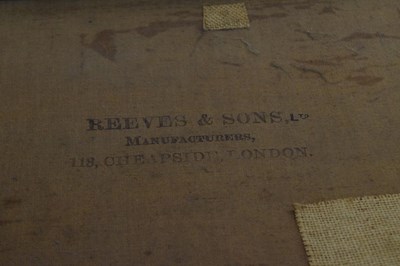 REEVES & SONS, LD
MANUFACTURERS,
113, CHEAPSIDE, LONDON.